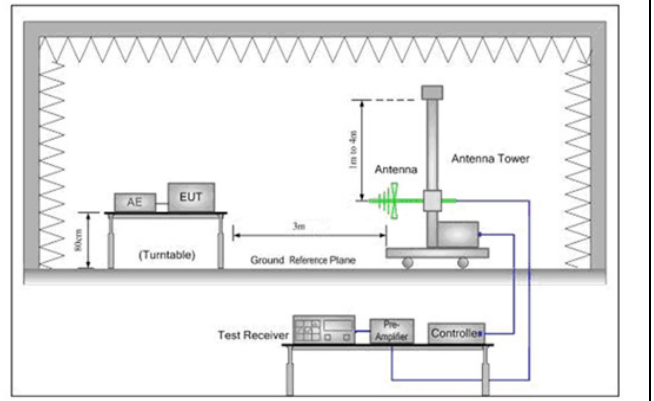 1m to 4m
Antenna
Antenna Tower
AE
EUT
80cm
(Turntable)
3m
Ground Reference Plane
Test Receiver
Pre-
Amplifier
Controller